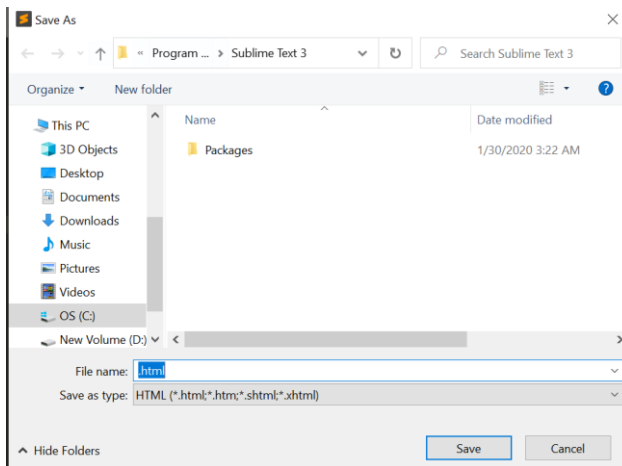 Save As
« Program ... > Sublime Text 3
Search Sublime Text 3
Organize
New folder
Name
Date modified
This PC
3D Objects
Packages
1/30/2020 3:22 AM
Desktop
Documents
Downloads
Music
Pictures
Videos
OS (C:)
New Volume (D:)
File name: .html
Save as type: HTML (*.html;*.htm;*.shtml;*.xhtml)
Hide Folders
Save
Cancel